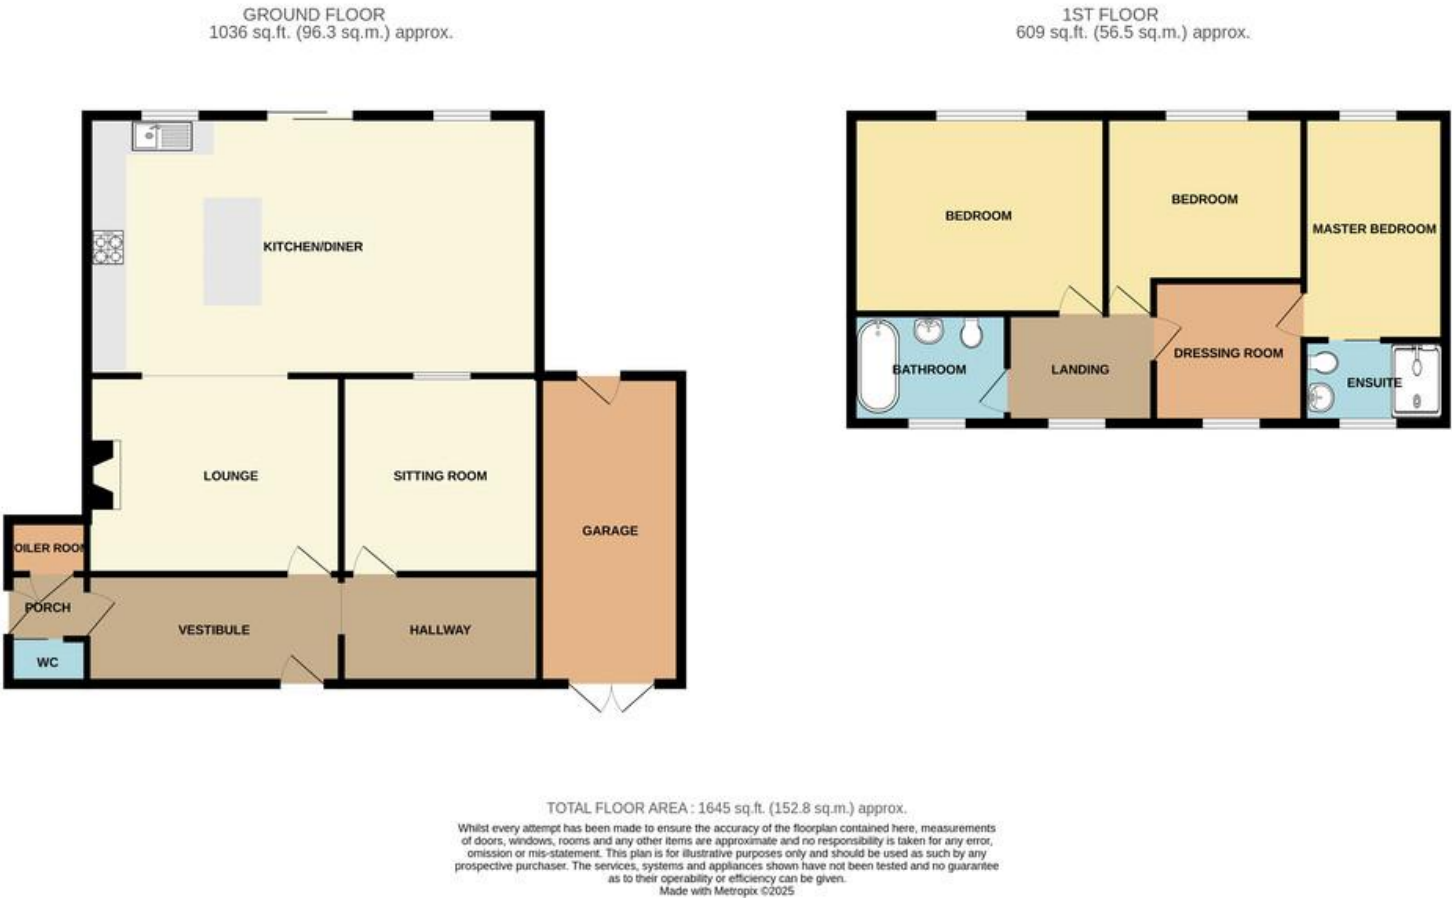 GROUND FLOOR
1036 sq.ft. (96.3 sq.m.) approx.
1ST FLOOR
609 sq.ft. (56.5 sq.m.) approx.
KITCHEN/DINER
LOUNGE
SITTING ROOM
GARAGE
OILER ROOM
PORCH
WC
VESTIBULE
HALLWAY
BEDROOM
BEDROOM
MASTER BEDROOM
BATHROOM
LANDING
DRESSING ROOM
ENSUITE
TOTAL FLOOR AREA : 1645 sq.ft. (152.8 sq.m.) approx.
Whilst every attempt has been made to ensure the accuracy of the floorplan contained here, measurements
of doors, windows, rooms and any other items are approximate and no responsibility is taken for any error,
omission or mis-statement. This plan is for illustrative purposes only and should be used as such by any
prospective purchaser. The services, systems and appliances shown have not been tested and no guarantee
as to their operability or efficiency can be given.
Made with Metropix ©2025